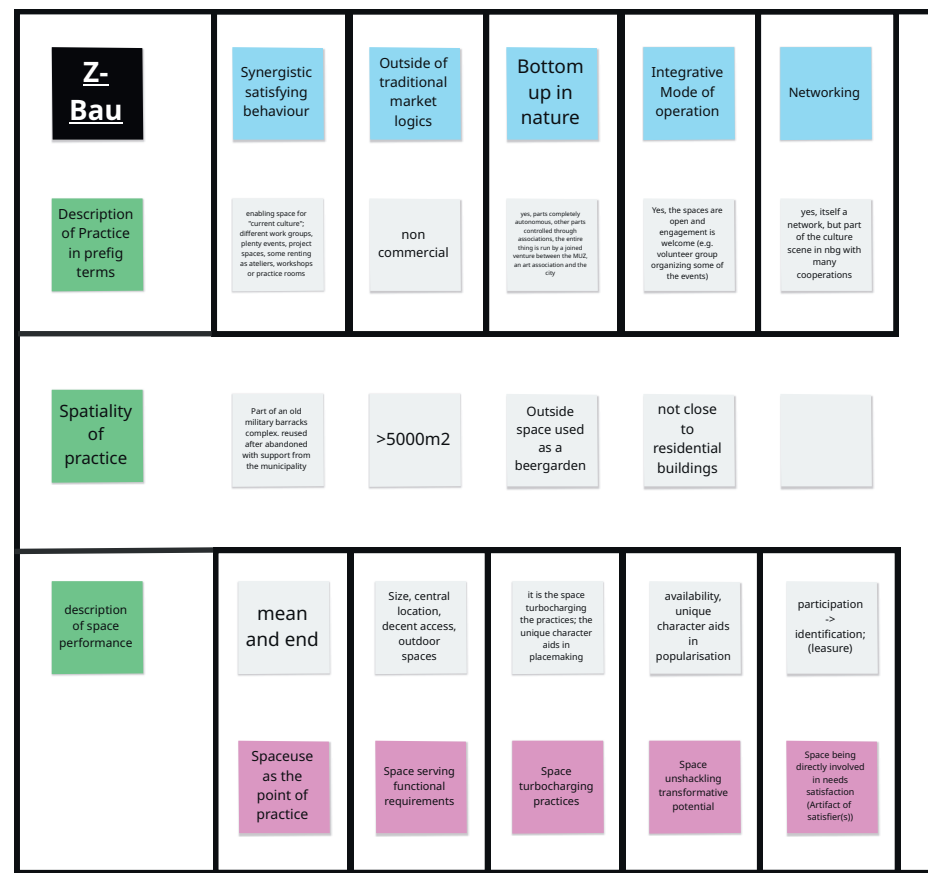 Z-
Bau
Synergistic
satisfying
behaviour
Outside of
traditional
market
logics
Bottom
up in
nature
Integrative
Mode of
operation
Networking
Description
of Practice
in prefig
terms
enabling space for
"current culture";
different work groups,
plenty events, project
spaces, some renting
as ateliers, workshops
or practice rooms
non
commercial
yes, parts completely
autonomous, other parts
controlled through
associations, the entire
thing is run by a joined
venture between the MUZ,
an art association and the
city
Yes, the spaces are
open and
engagement is
welcome (e.g.
volunteer group
organizing some of
the events)
yes, itself a
network, but part
of the culture
scene in nbg with
many
cooperations
Spatiality
of
practice
Part of an old
military barracks
complex. reused
after abandoned
with support from
the municipality
>5000m2
Outside
space used
as a
beergarden
not close
to
residential
buildings
description
of space
performance
mean
and end
Size, central
location,
decent access,
outdoor
spaces
it is the space
turbocharging
the practices; the
unique character
aids in
placemaking
availability,
unique
character aids
in
popularisation
participation
->
identification;
(leasure)
Spaceuse
as the
point of
practice
Space serving
functional
requirements
Space
turbocharging
practices
Space
unshackling
transformative
potential
Space being
directly involved
in needs
satisfaction
(Artifact of
satisfier(s))